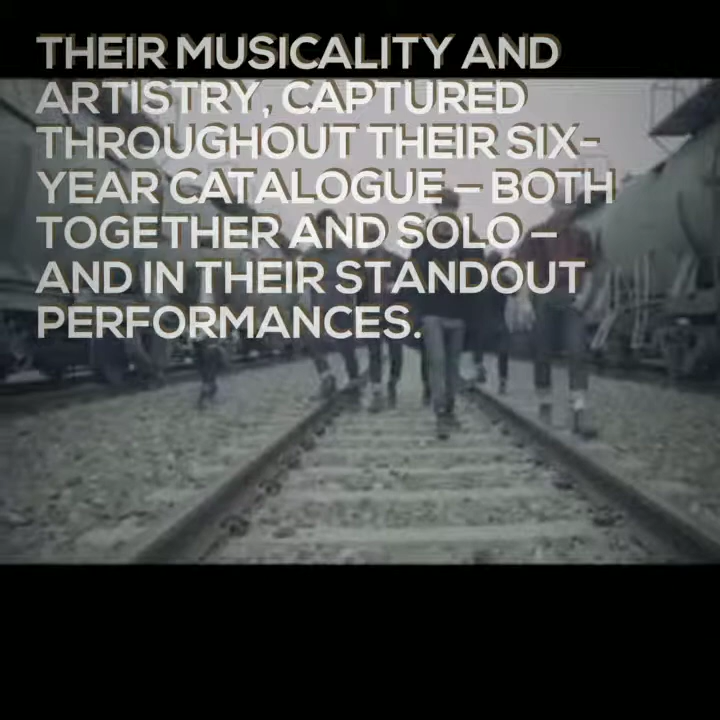 THEIR MUSICALITY AND
ARTISTRY, CAPTURED
THROUGHOUT THEIR SIX-
YEAR CATALOGUE – BOTH
TOGETHER AND SOLO –
AND IN THEIR STANDOUT
PERFORMANCES.